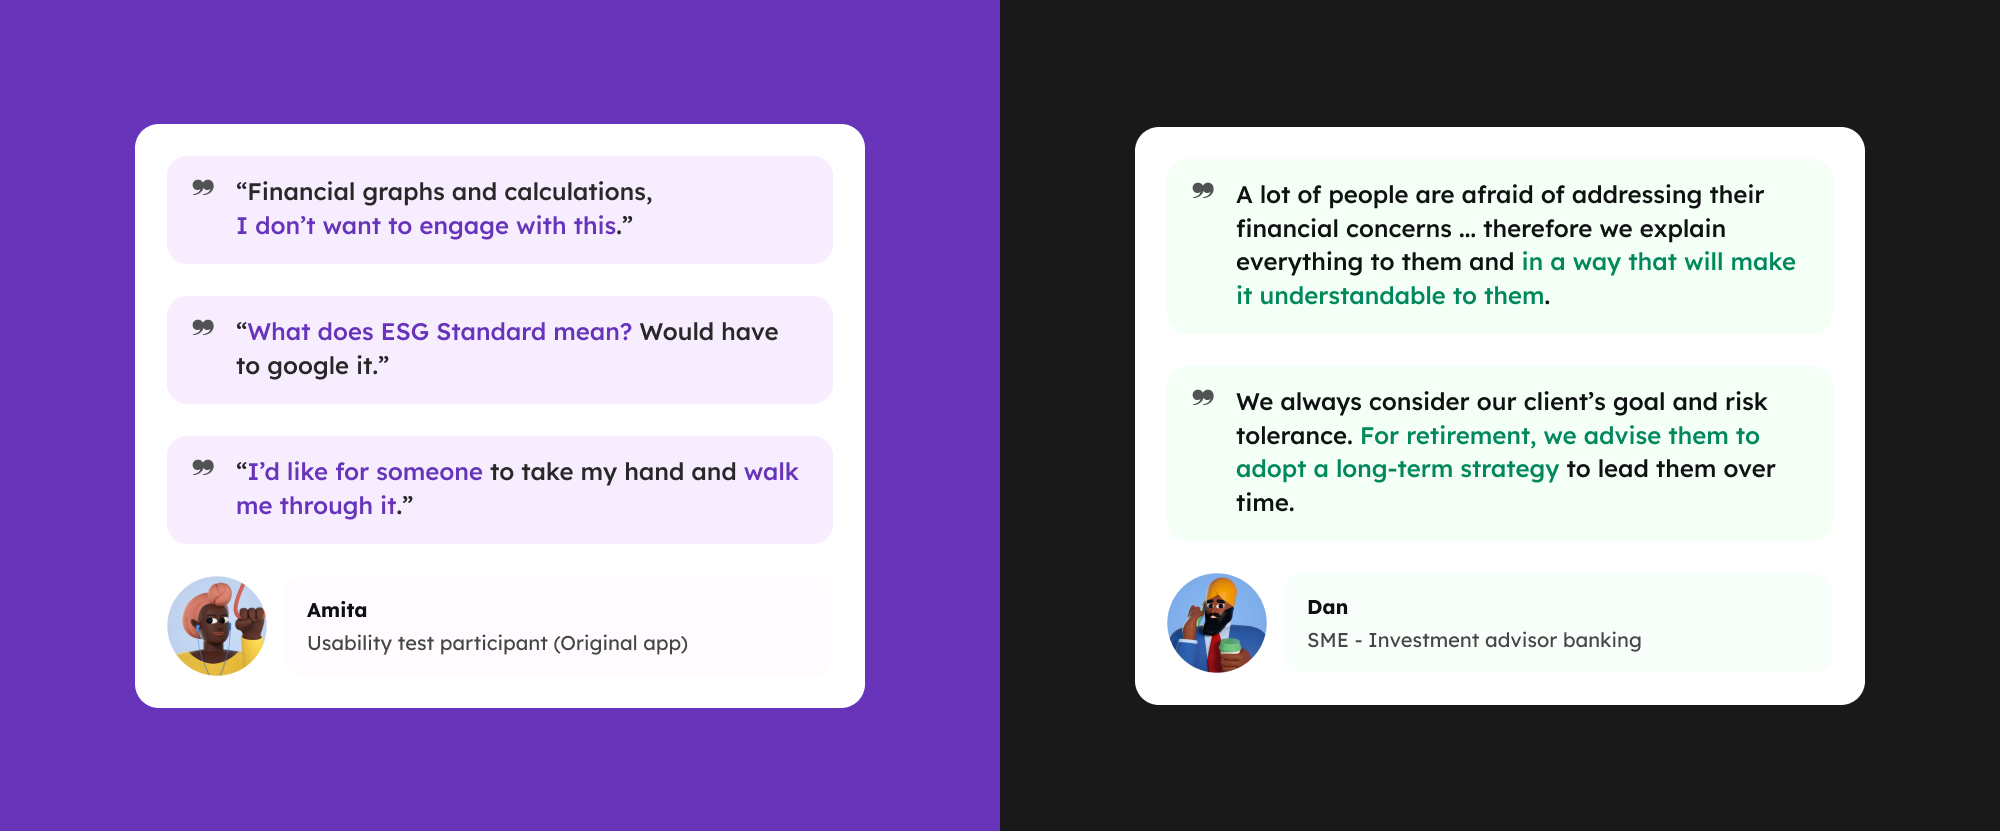 “Financial graphs and calculations,
I don’t want to engage with this.”
“What does ESG Standard mean? Would have
to google it.”
“I’d like for someone to take my hand and walk
me through it.”
Amita
Usability test participant (Original app)
A lot of people are afraid of addressing their
financial concerns ... therefore we explain
everything to them and in a way that will make
it understandable to them.
We always consider our client’s goal and risk
tolerance. For retirement, we advise them to
adopt a long-term strategy to lead them over
time.
Dan
SME - Investment advisor banking